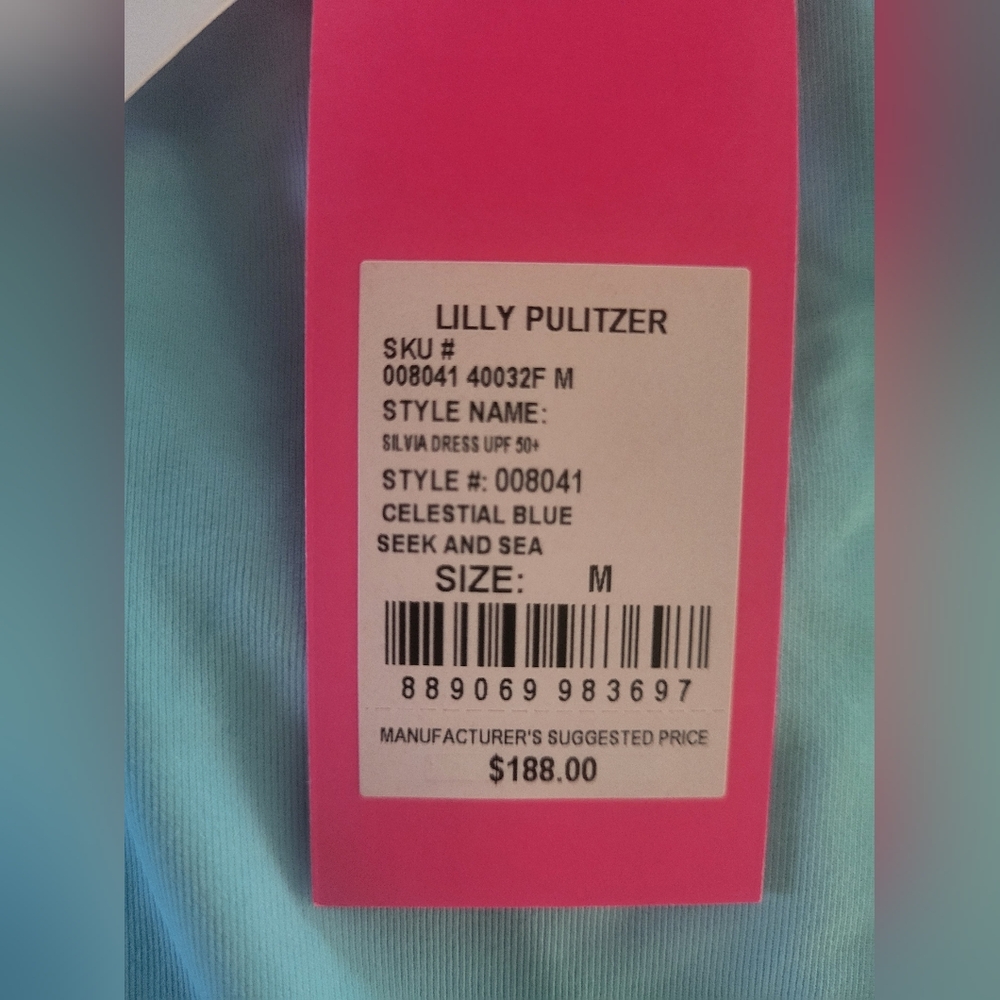 LILLY PULITZER
SKU #
008041 40032F M
STYLE NAME:
SILVIA DRESS UPF 50+
STYLE #: 008041
CELESTIAL BLUE
SEEK AND SEA
SIZE: M
889069 983697
MANUFACTURER'S SUGGESTED PRICE
$188.00